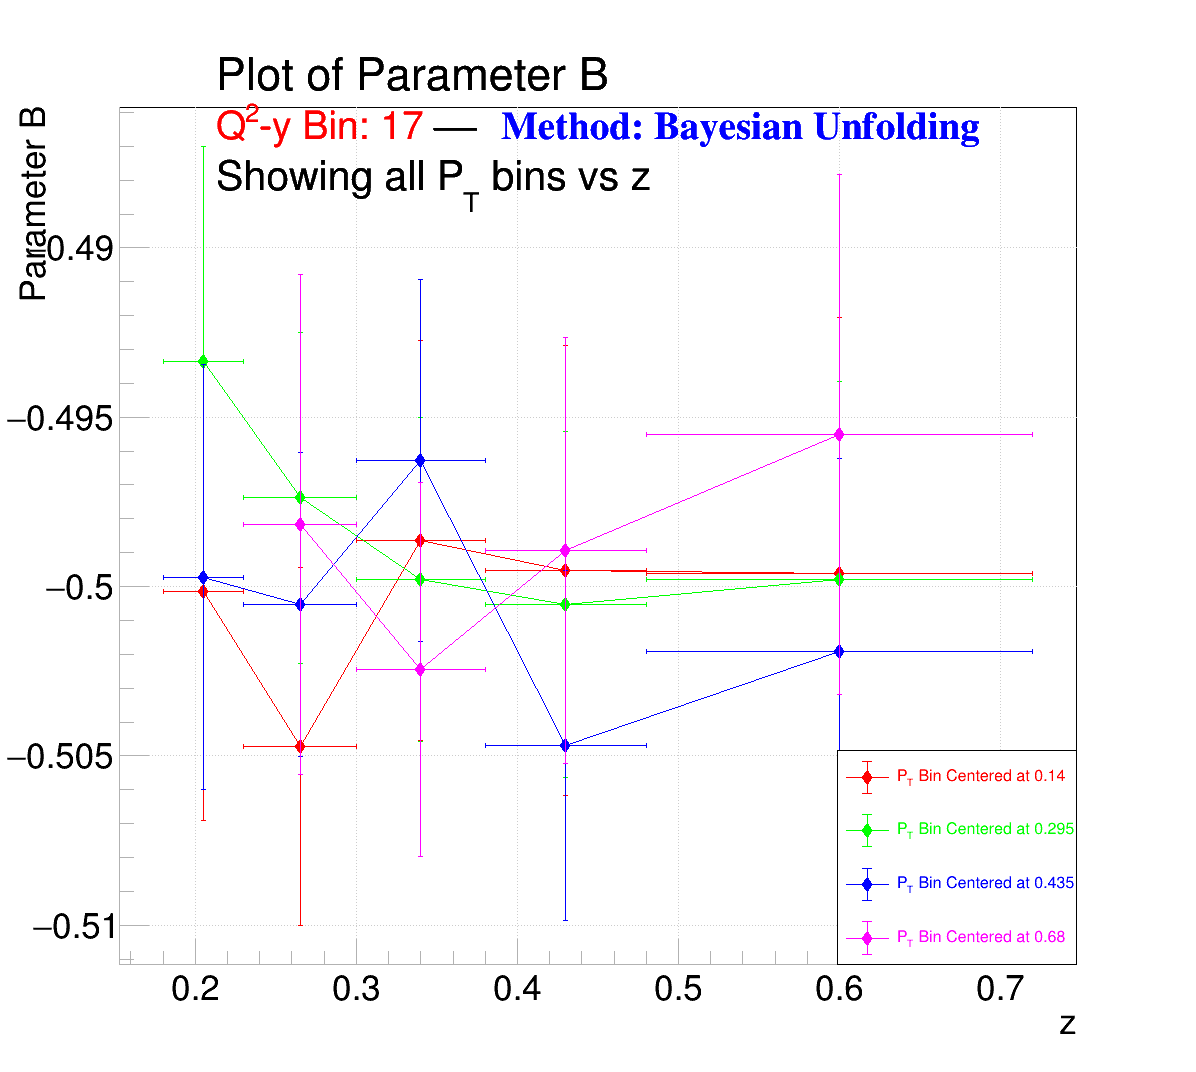 Plot of Parameter B
Q²-y Bin: 17 — Method: Bayesian Unfolding
Showing all P_T bins vs z
Parameter B
0.49
−0.495
−0.5
−0.505
−0.51
0.2 0.3 0.4 0.5 0.6 0.7
z
P_T Bin Centered at 0.14
P_T Bin Centered at 0.295
P_T Bin Centered at 0.435
P_T Bin Centered at 0.68